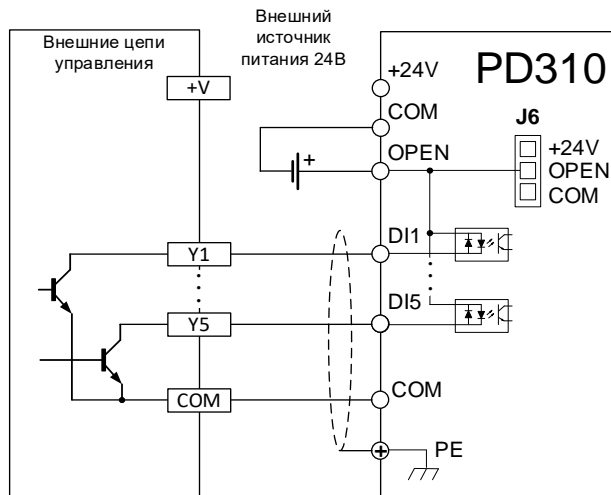 Внешние цепи
управления
+V
Y1
Y5
COM
Внешний
источник
питания 24В
+
+24V
COM
OPEN
DI1
DI5
COM
PE
PD310
J6
+24V
OPEN
COM